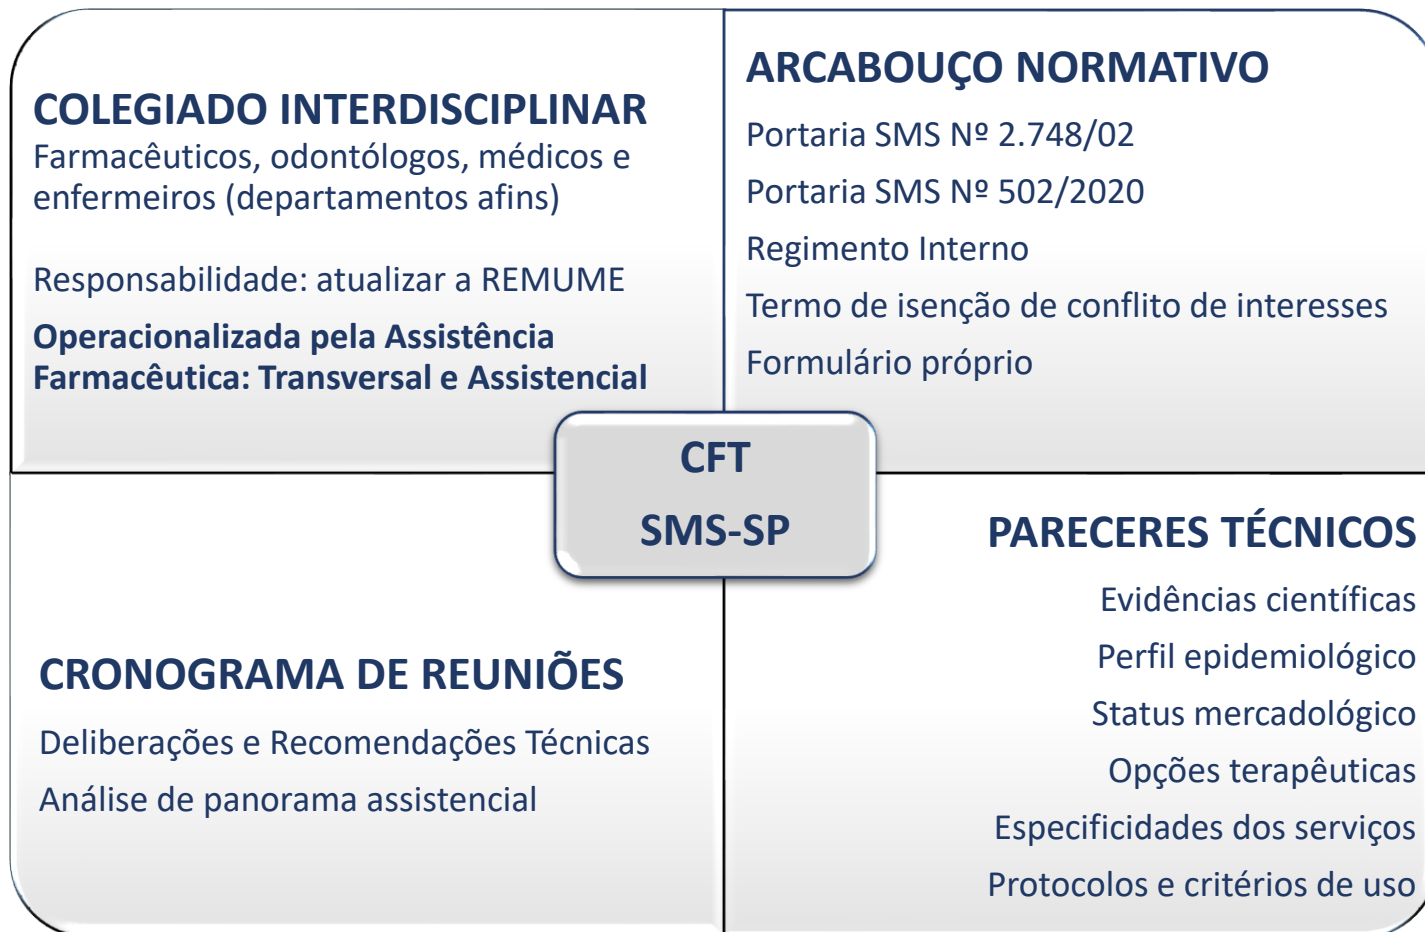 COLEGIADO INTERDISCIPLINAR
Farmacêuticos, odontólogos, médicos e
enfermeiros (departamentos afins)
Responsabilidade: atualizar a REMUME
Operacionalizada pela Assistência
Farmacêutica: Transversal e Assistencial
ARCABOUÇO NORMATIVO
Portaria SMS Nº 2.748/02
Portaria SMS Nº 502/2020
Regimento Interno
Termo de isenção de conflito de interesses
Formulário próprio
CFT
SMS-SP
CRONOGRAMA DE REUNIÕES
Deliberações e Recomendações Técnicas
Análise de panorama assistencial
PARECERES TÉCNICOS
Evidências científicas
Perfil epidemiológico
Status mercadológico
Opções terapêuticas
Especificidades dos serviços
Protocolos e critérios de uso